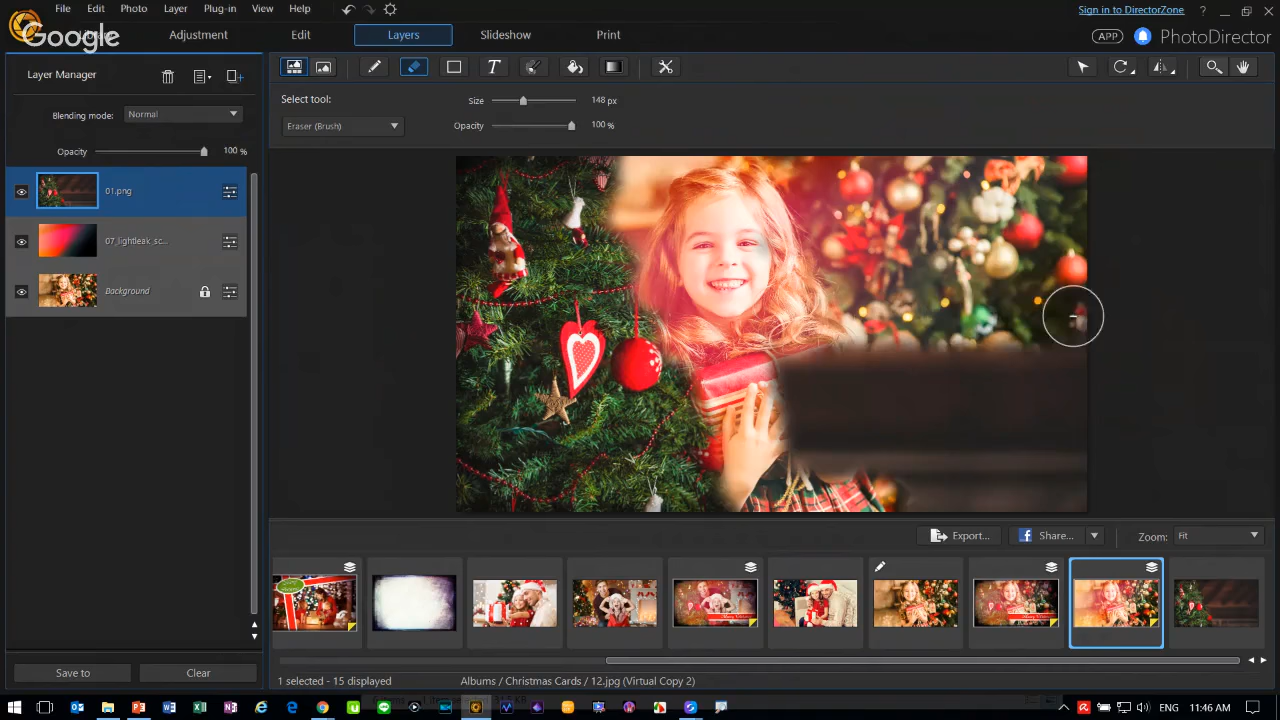 File Edit Photo Layer Plug-in View Help
Sign in to DirectorZone ?
Google
Adjustment Edit Layers Slideshow Print
APP PhotoDirector
Layer Manager
Blending mode: Normal
Opacity 100 %
Select tool:
Eraser (Brush)
Size 148 px
Opacity 100 %
01.png
07_lightleak_sc...
Background
Export... Share... Zoom: Fit
Save to Clear
1 selected - 15 displayed Albums / Christmas Cards / 12.jpg (Virtual Copy 2)
11:46 AM